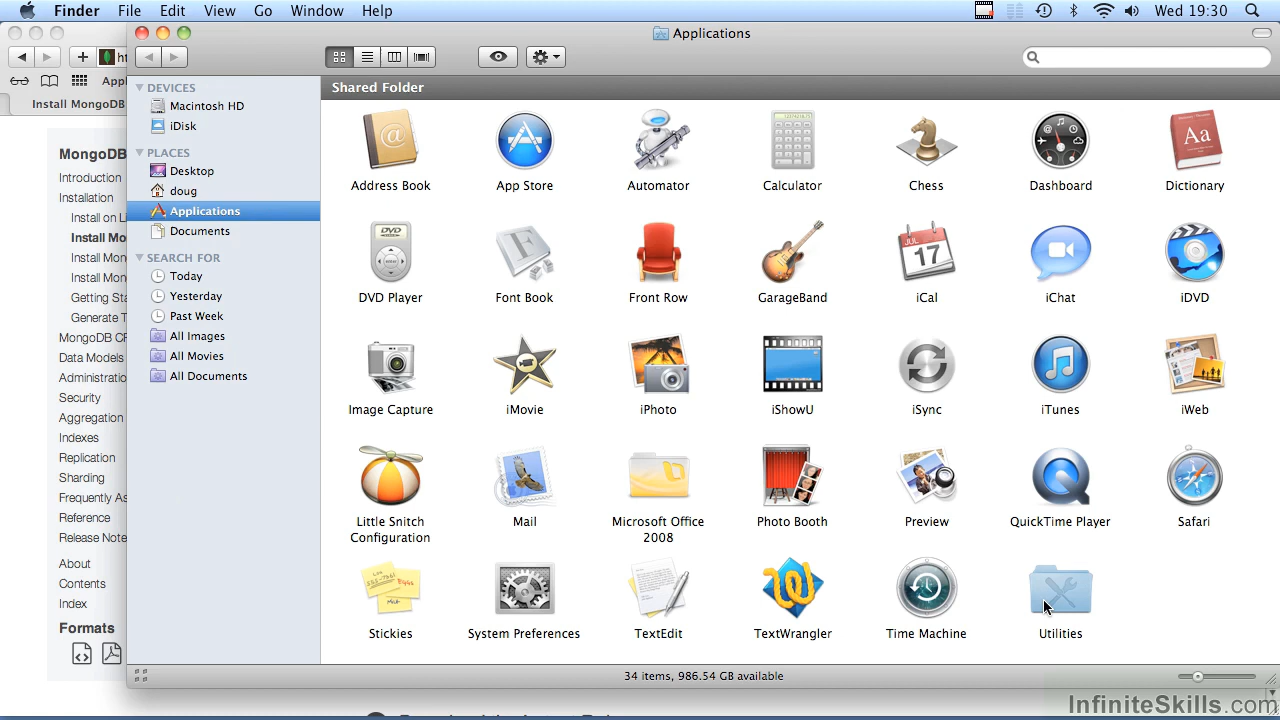 Finder File Edit View Go Window Help Wed 19:30
Applications
Shared Folder
Install MongoDB
MongoDB
Introduction
Installation
Install on Li
Install Mo
Install Mon
Install Mon
Getting Sta
Generate T
MongoDB CR
Data Models
Administratio
Security
Aggregation
Indexes
Replication
Sharding
Frequently As
Reference
Release Note
About
Contents
Index
Formats
DEVICES
Macintosh HD
iDisk
PLACES
Desktop
doug
Applications
Documents
SEARCH FOR
Today
Yesterday
Past Week
All Images
All Movies
All Documents
Address Book App Store Automator Calculator Chess Dashboard Dictionary
DVD Player Font Book Front Row GarageBand iCal iChat iDVD
Image Capture iMovie iPhoto iShowU iSync iTunes iWeb
Little Snitch Configuration Mail Microsoft Office 2008 Photo Booth Preview QuickTime Player Safari
Stickies System Preferences TextEdit TextWrangler Time Machine Utilities
34 items, 986.54 GB available
InfiniteSkills.com